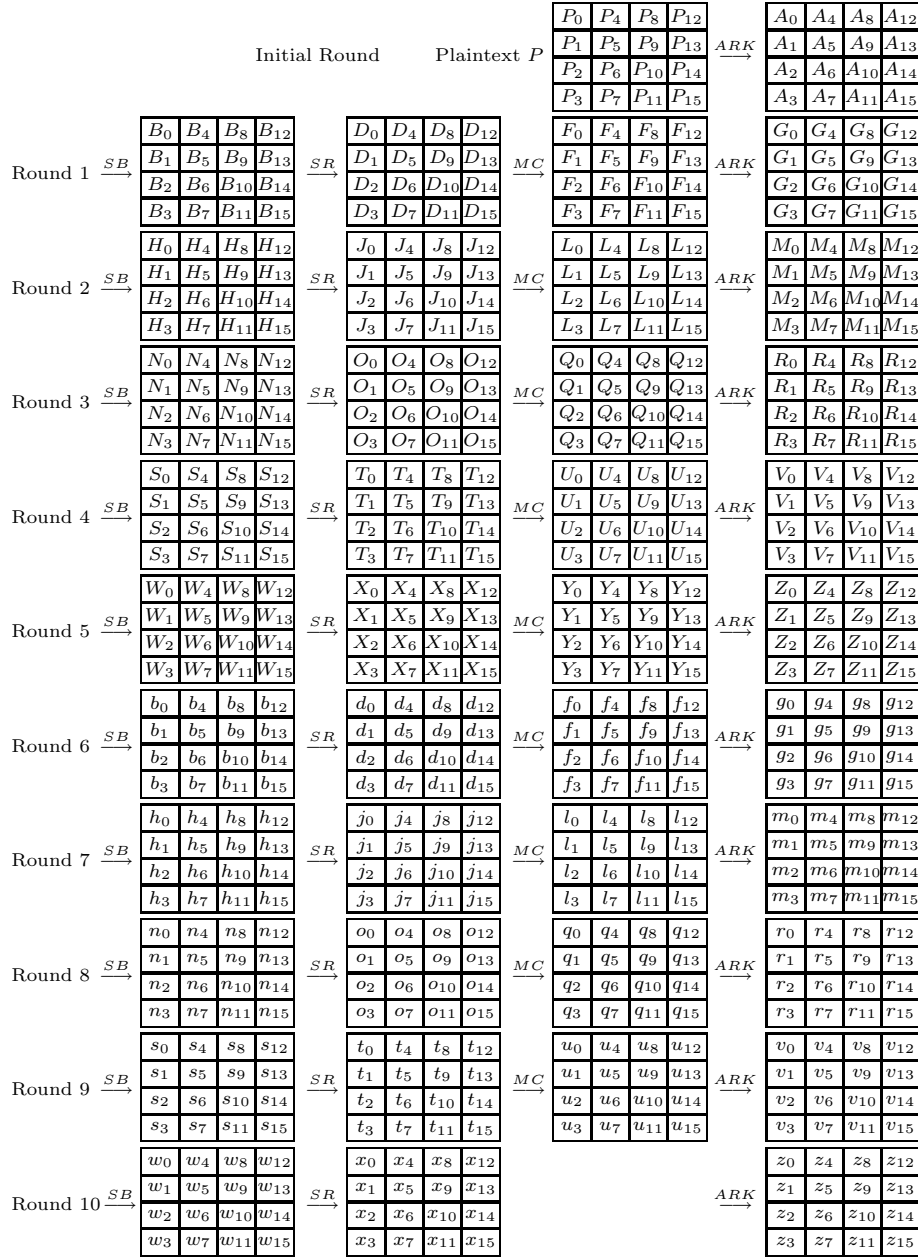 P0 P4 P8 P12 A0 A4 A8 A12
P1 P5 P9 P13 A1 A5 A9 A13
Initial Round Plaintext P ARK→
P2 P6 P10 P14 A2 A6 A10 A14
P3 P7 P11 P15 A3 A7 A11 A15
B0 B4 B8 B12 D0 D4 D8 D12 F0 F4 F8 F12 G0 G4 G8 G12
B1 B5 B9 B13 D1 D5 D9 D13 F1 F5 F9 F13 G1 G5 G9 G13
Round 1 SB→ SR→ MC→ ARK→
B2 B6 B10 B14 D2 D6 D10 D14 F2 F6 F10 F14 G2 G6 G10 G14
B3 B7 B11 B15 D3 D7 D11 D15 F3 F7 F11 F15 G3 G7 G11 G15
H0 H4 H8 H12 J0 J4 J8 J12 L0 L4 L8 L12 M0 M4 M8 M12
H1 H5 H9 H13 J1 J5 J9 J13 L1 L5 L9 L13 M1 M5 M9 M13
Round 2 SB→ SR→ MC→ ARK→
H2 H6 H10 H14 J2 J6 J10 J14 L2 L6 L10 L14 M2 M6 M10 M14
H3 H7 H11 H15 J3 J7 J11 J15 L3 L7 L11 L15 M3 M7 M11 M15
N0 N4 N8 N12 O0 O4 O8 O12 Q0 Q4 Q8 Q12 R0 R4 R8 R12
N1 N5 N9 N13 O1 O5 O9 O13 Q1 Q5 Q9 Q13 R1 R5 R9 R13
Round 3 SB→ SR→ MC→ ARK→
N2 N6 N10 N14 O2 O6 O10 O14 Q2 Q6 Q10 Q14 R2 R6 R10 R14
N3 N7 N11 N15 O3 O7 O11 O15 Q3 Q7 Q11 Q15 R3 R7 R11 R15
S0 S4 S8 S12 T0 T4 T8 T12 U0 U4 U8 U12 V0 V4 V8 V12
S1 S5 S9 S13 T1 T5 T9 T13 U1 U5 U9 U13 V1 V5 V9 V13
Round 4 SB→ SR→ MC→ ARK→
S2 S6 S10 S14 T2 T6 T10 T14 U2 U6 U10 U14 V2 V6 V10 V14
S3 S7 S11 S15 T3 T7 T11 T15 U3 U7 U11 U15 V3 V7 V11 V15
W0 W4 W8 W12 X0 X4 X8 X12 Y0 Y4 Y8 Y12 Z0 Z4 Z8 Z12
W1 W5 W9 W13 X1 X5 X9 X13 Y1 Y5 Y9 Y13 Z1 Z5 Z9 Z13
Round 5 SB→ SR→ MC→ ARK→
W2 W6 W10 W14 X2 X6 X10 X14 Y2 Y6 Y10 Y14 Z2 Z6 Z10 Z14
W3 W7 W11 W15 X3 X7 X11 X15 Y3 Y7 Y11 Y15 Z3 Z7 Z11 Z15
b0 b4 b8 b12 d0 d4 d8 d12 f0 f4 f8 f12 g0 g4 g8 g12
b1 b5 b9 b13 d1 d5 d9 d13 f1 f5 f9 f13 g1 g5 g9 g13
Round 6 SB→ SR→ MC→ ARK→
b2 b6 b10 b14 d2 d6 d10 d14 f2 f6 f10 f14 g2 g6 g10 g14
b3 b7 b11 b15 d3 d7 d11 d15 f3 f7 f11 f15 g3 g7 g11 g15
h0 h4 h8 h12 j0 j4 j8 j12 l0 l4 l8 l12 m0 m4 m8 m12
h1 h5 h9 h13 j1 j5 j9 j13 l1 l5 l9 l13 m1 m5 m9 m13
Round 7 SB→ SR→ MC→ ARK→
h2 h6 h10 h14 j2 j6 j10 j14 l2 l6 l10 l14 m2 m6 m10 m14
h3 h7 h11 h15 j3 j7 j11 j15 l3 l7 l11 l15 m3 m7 m11 m15
n0 n4 n8 n12 o0 o4 o8 o12 q0 q4 q8 q12 r0 r4 r8 r12
n1 n5 n9 n13 o1 o5 o9 o13 q1 q5 q9 q13 r1 r5 r9 r13
Round 8 SB→ SR→ MC→ ARK→
n2 n6 n10 n14 o2 o6 o10 o14 q2 q6 q10 q14 r2 r6 r10 r14
n3 n7 n11 n15 o3 o7 o11 o15 q3 q7 q11 q15 r3 r7 r11 r15
s0 s4 s8 s12 t0 t4 t8 t12 u0 u4 u8 u12 v0 v4 v8 v12
s1 s5 s9 s13 t1 t5 t9 t13 u1 u5 u9 u13 v1 v5 v9 v13
Round 9 SB→ SR→ MC→ ARK→
s2 s6 s10 s14 t2 t6 t10 t14 u2 u6 u10 u14 v2 v6 v10 v14
s3 s7 s11 s15 t3 t7 t11 t15 u3 u7 u11 u15 v3 v7 v11 v15
w0 w4 w8 w12 x0 x4 x8 x12 z0 z4 z8 z12
w1 w5 w9 w13 x1 x5 x9 x13 z1 z5 z9 z13
Round 10 SB→ SR→ ARK→
w2 w6 w10 w14 x2 x6 x10 x14 z2 z6 z10 z14
w3 w7 w11 w15 x3 x7 x11 x15 z3 z7 z11 z15